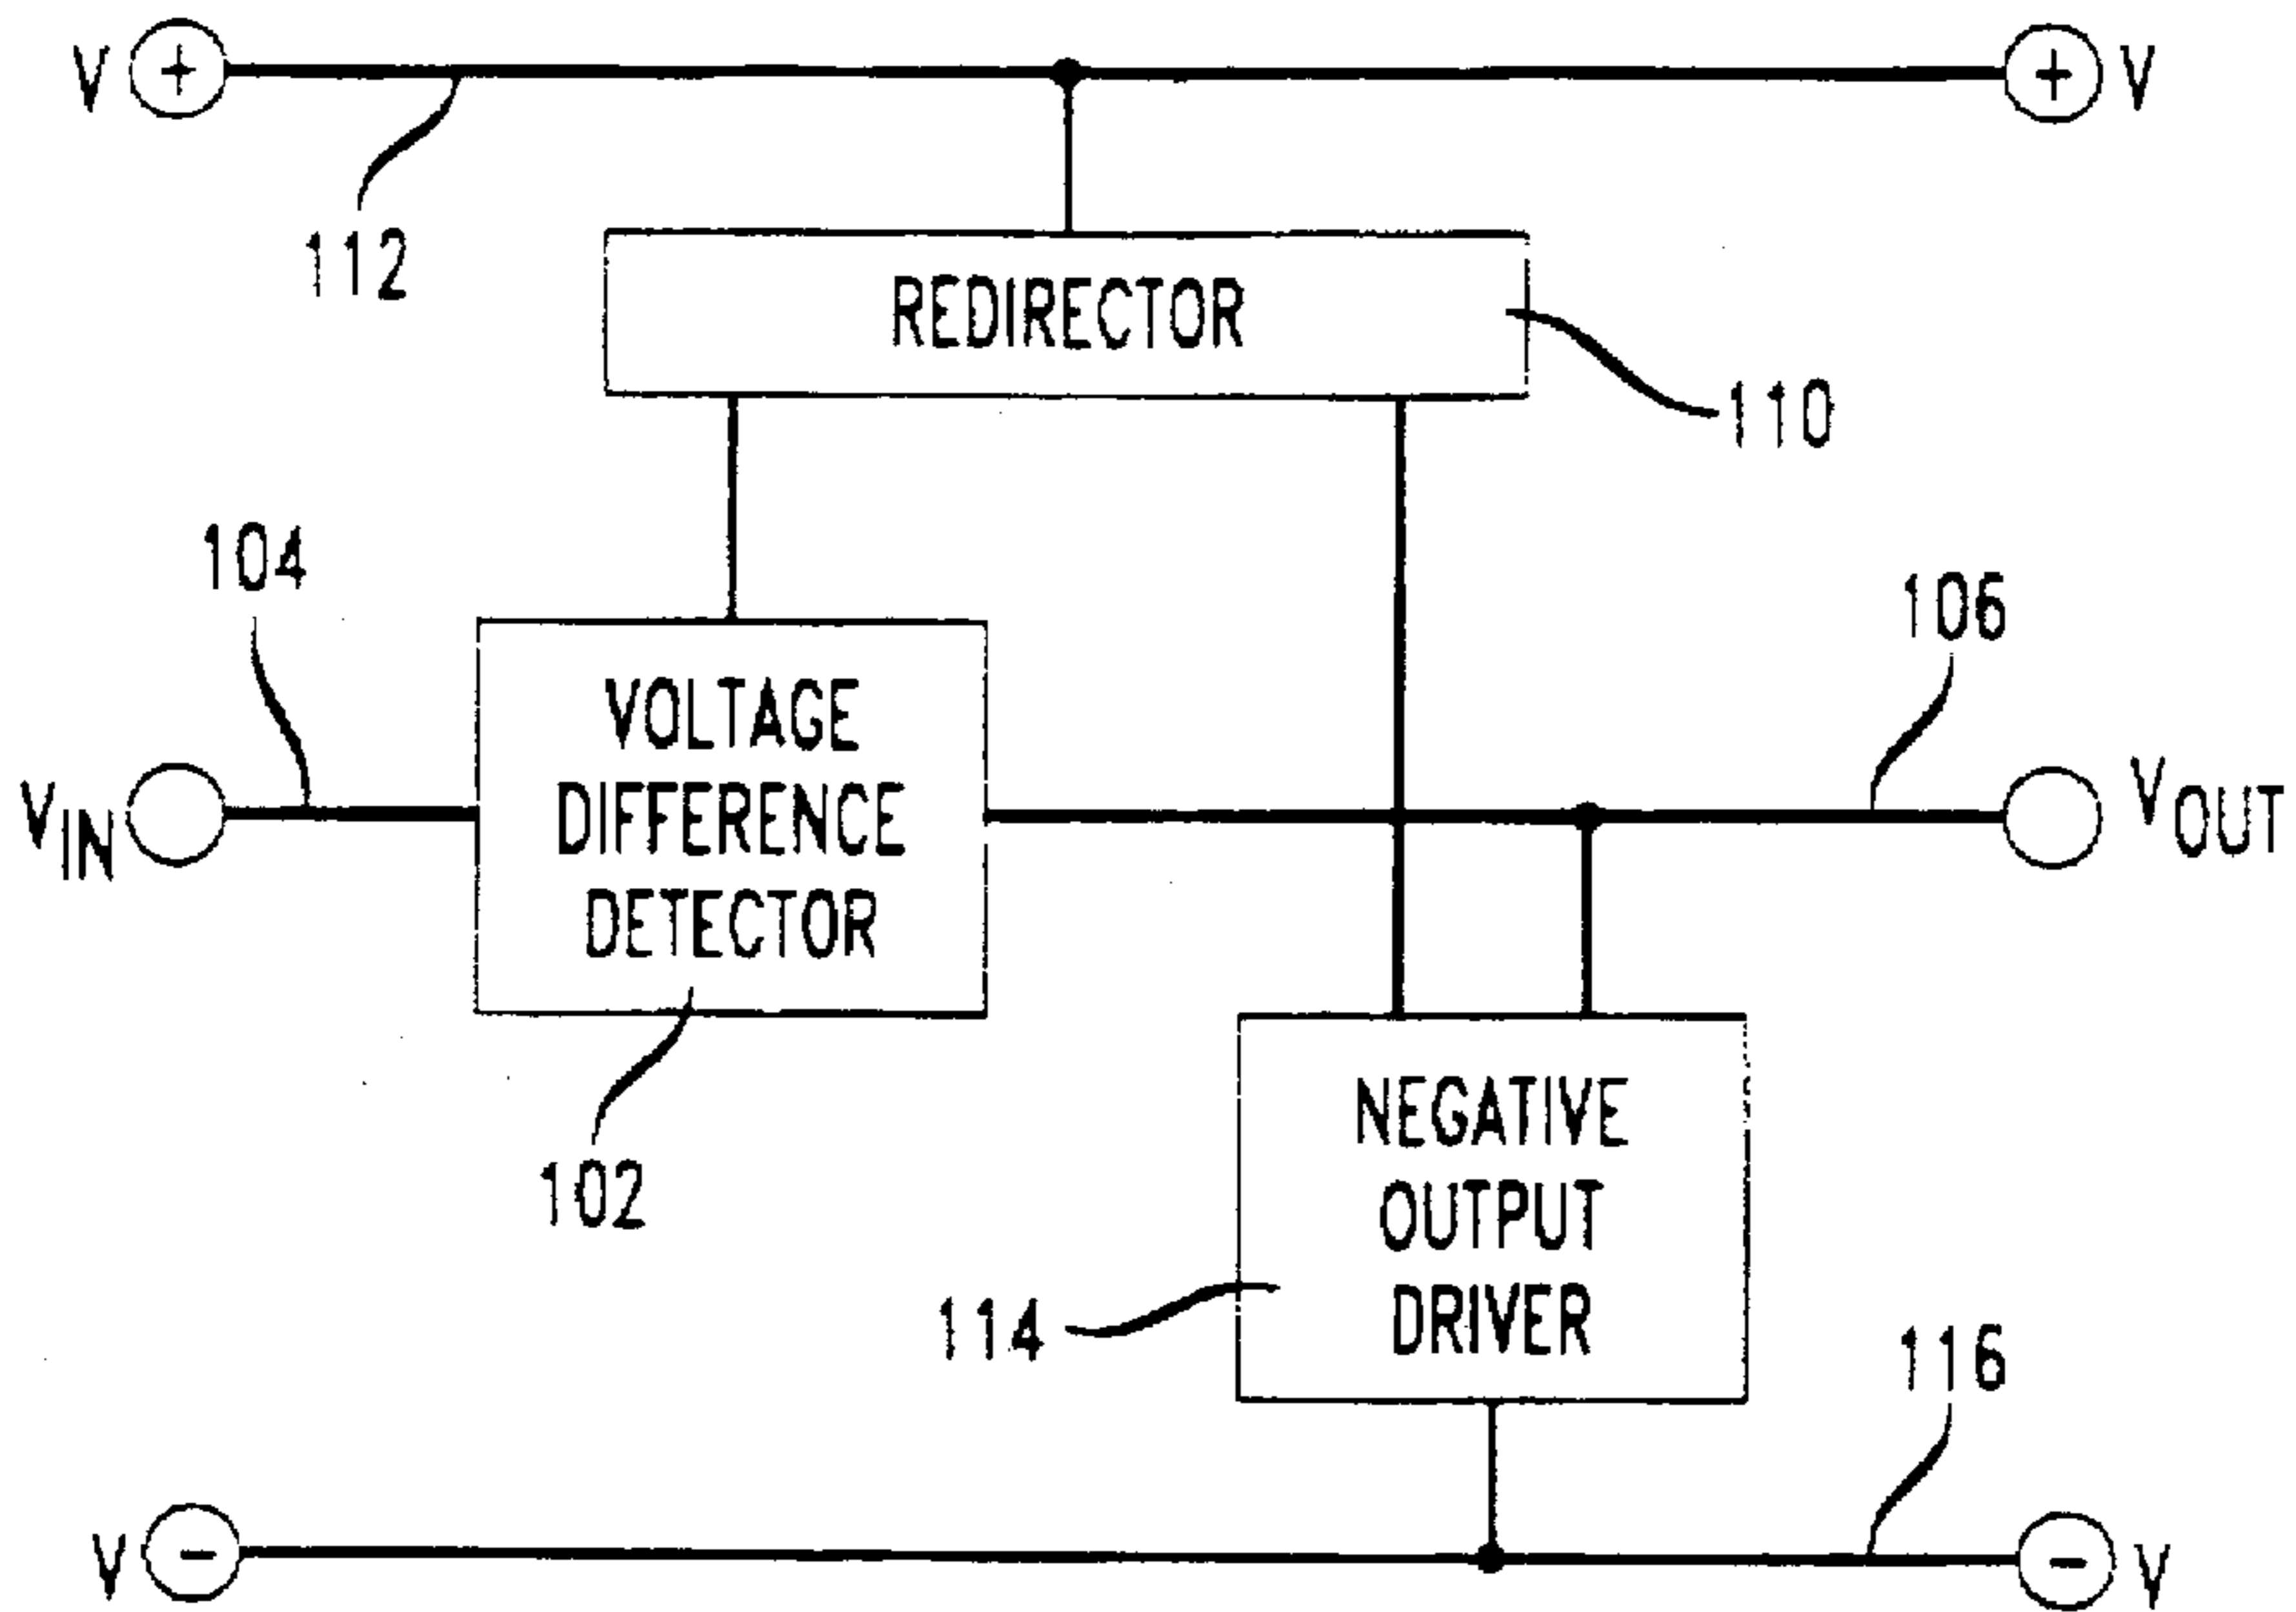 V + + V
112
REDIRECTOR
110
104
106
VOLTAGE
DIFFERENCE
DETECTOR
VIN
VOUT
102
NEGATIVE
OUTPUT
DRIVER
114
116
V - - V